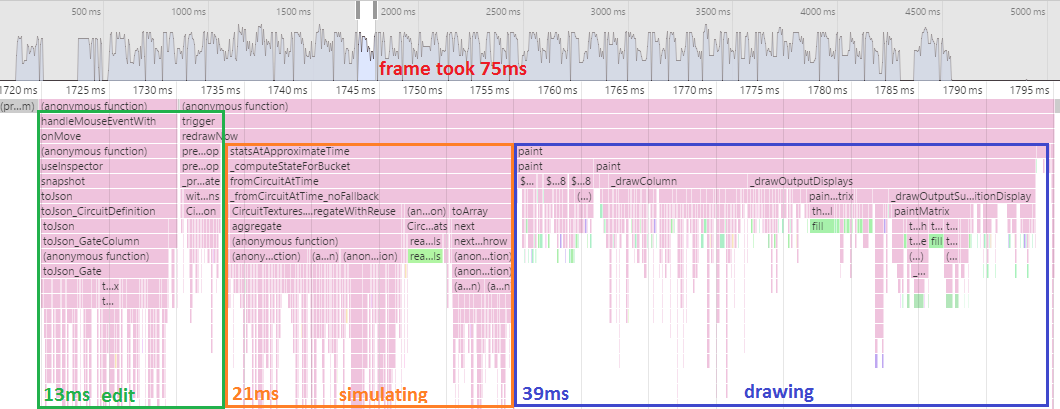 500 ms 1000 ms 1500 ms 2000 ms 2500 ms 3000 ms 3500 ms 4000 ms 4500 ms 5000 ms
frame took 75ms
1720 ms 1725 ms 1730 ms 1735 ms 1740 ms 1745 ms 1750 ms 1755 ms 1760 ms 1765 ms 1770 ms 1775 ms 1780 ms 1785 ms 1790 ms 1795 ms
(pr...m) (anonymous function) (anonymous function)
handleMouseEventWith trigger
onMove redrawNow
(anonymous function) pre...op statsAtApproximateTime paint
useInspector pre...op _computeStateForBucket paint paint
snapshot _pr...ate fromCircuitAtTime $... $...8 $...8 _drawColumn _drawOutputDisplays
toJson wit...ns _fromCircuitAtTime_noFallback (...) pain...trix _drawOutputSu...itionDisplay
toJson_CircuitDefinition Ci...on CircuitTextures....regateWithReuse (an...on) toArray th...l paintMatrix
toJson aggregate Circ...ats next fill t...h t... t...
toJson_GateColumn (anonymous function) rea...ls next...hrow t...e fill t...
(anonymous function) (anony...ction) (a...n) (anon...ion) rea...ls (anon...tion) (...) (...)
toJson_Gate (anon...tion) _...
t...x (a...n) (a...n)
t...
13ms edit 21ms simulating 39ms drawing